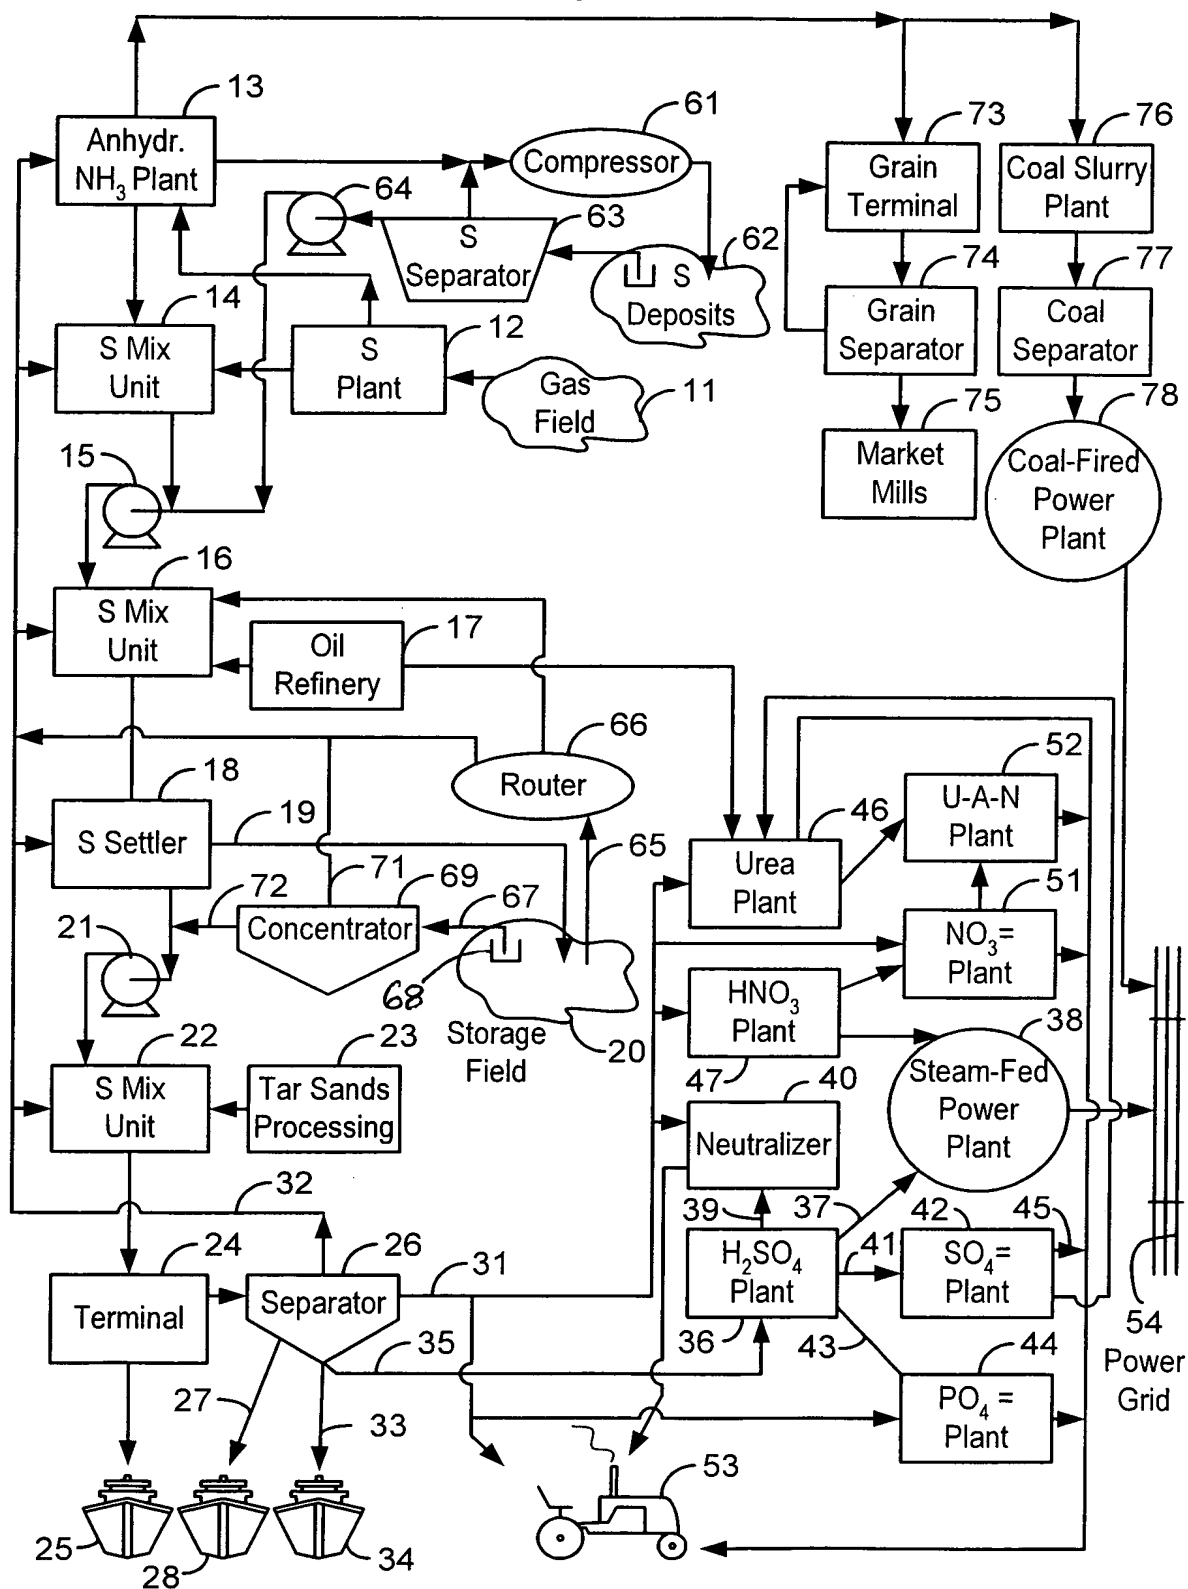 13
Anhydr.
NH₃ Plant
61
Compressor
64
63
S
Separator
62
S
Deposits
73
Grain
Terminal
76
Coal Slurry
Plant
14
S Mix
Unit
12
S
Plant
Gas
Field
11
74
Grain
Separator
77
Coal
Separator
75
Market
Mills
78
Coal-Fired
Power
Plant
15
16
S Mix
Unit
17
Oil
Refinery
66
Router
18
S Settler
19
65
71
72
69
Concentrator
67
68
21
Storage
Field
20
46
Urea
Plant
52
U-A-N
Plant
51
NO₃=
Plant
HNO₃
Plant
47
38
Steam-Fed
Power
Plant
22
S Mix
Unit
23
Tar Sands
Processing
40
Neutralizer
32
39
37
24
Terminal
26
Separator
31
H₂SO₄
Plant
36
41
42
SO₄=
Plant
45
43
44
PO₄ =
Plant
54
Power
Grid
35
27
33
53
25
28
34